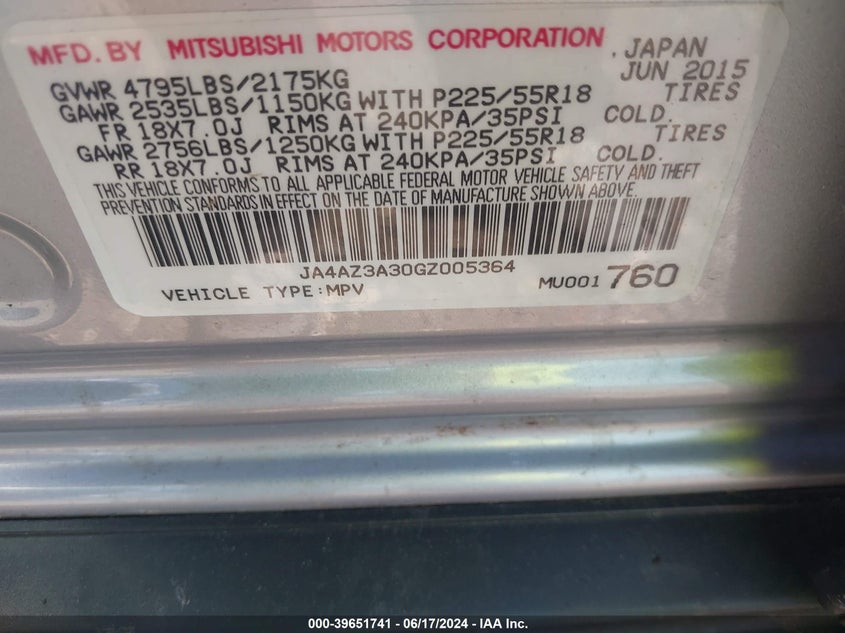 MFD. BY MITSUBISHI MOTORS CORPORATION . JAPAN
GVWR 4795LBS/2175KG JUN 2015
GAWR 2535LBS/1150KG WITH P225/55R18 TIRES
FR 18X7.0J RIMS AT 240KPA/35PSI COLD.
GAWR 2756LBS/1250KG WITH P225/55R18 TIRES
RR 18X7.0J RIMS AT 240KPA/35PSI COLD.
THIS VEHICLE CONFORMS TO ALL APPLICABLE FEDERAL MOTOR VEHICLE SAFETY AND THEFT
PREVENTION STANDARDS IN EFFECT ON THE DATE OF MANUFACTURE SHOWN ABOVE.
JA4AZ3A30GZ005364
VEHICLE TYPE:MPV MU001 760
000-39651741 - 06/17/2024 - IAA Inc.